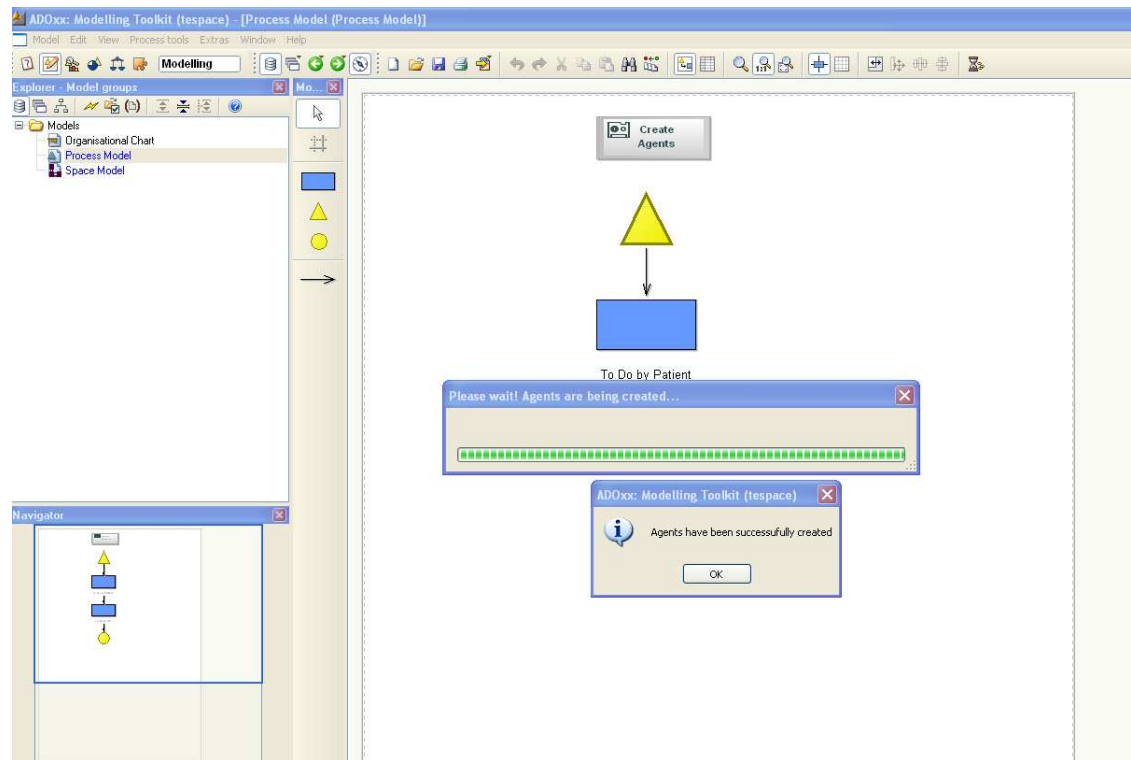 ADOxx: Modelling Toolkit (tespace) - [Process Model (Process Model)]
Model Edit View Process tools Extras Window Help
Modelling
Explorer - Model groups
Mo...
Models
Organisational Chart
Process Model
Space Model
Create
Agents
To Do by Patient
Please wait! Agents are being created...
ADOxx: Modelling Toolkit (tespace)
Agents have been successufully created
OK
Navigator